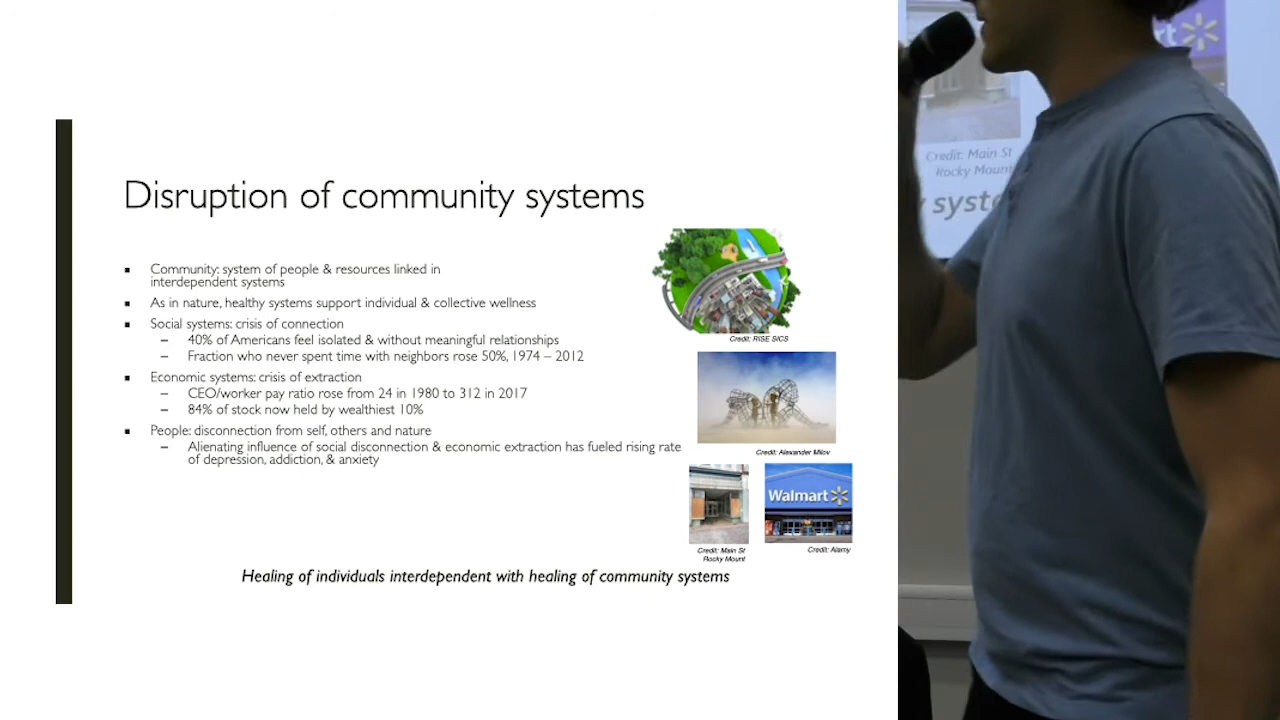 Disruption of community systems
▪ Community: system of people & resources linked in
interdependent systems
▪ As in nature, healthy systems support individual & collective wellness
▪ Social systems: crisis of connection
– 40% of Americans feel isolated & without meaningful relationships
– Fraction who never spent time with neighbors rose 50%, 1974 – 2012
▪ Economic systems: crisis of extraction
– CEO/worker pay ratio rose from 24 in 1980 to 312 in 2017
– 84% of stock now held by wealthiest 10%
▪ People: disconnection from self, others and nature
– Alienating influence of social disconnection & economic extraction has fueled rising rate
of depression, addiction, & anxiety
Credit: RISE SICS
Credit: Alexander Milov
Walmart
Credit: Main St
Rocky Mount
Credit: Alamy
Healing of individuals interdependent with healing of community systems
rt
Credit: Main St
Rocky Mount
y syste